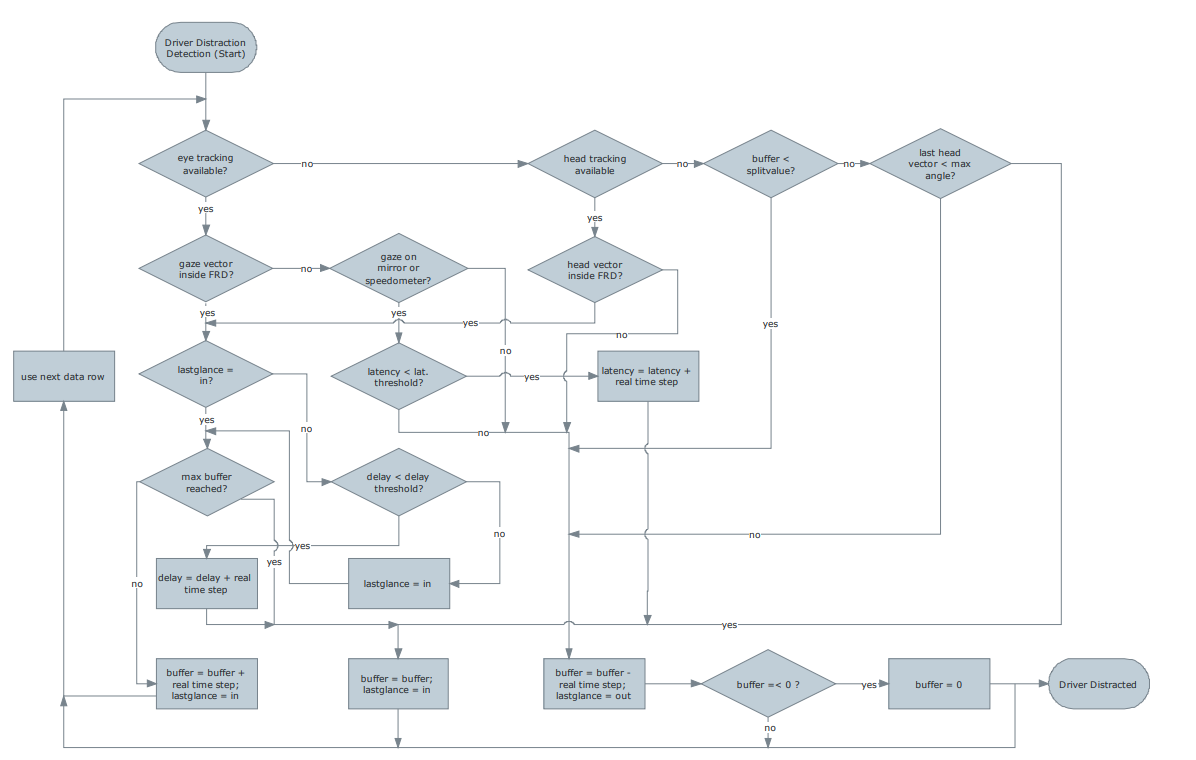 Driver Distraction
Detection (Start)
eye tracking
available?
no
head tracking
available
no
buffer <
splitvalue?
no
last head
vector < max
angle?
yes
yes
gaze vector
inside FRD?
no
gaze on
mirror or
speedometer?
head vector
inside FRD?
yes
yes
yes
yes
no
no
use next data row
lastglance =
in?
latency < lat.
threshold?
yes
latency = latency +
real time step
yes
no
no
max buffer
reached?
delay < delay
threshold?
no
no
yes
yes
no
delay = delay + real
time step
lastglance = in
yes
buffer = buffer +
real time step;
lastglance = in
buffer = buffer;
lastglance = in
buffer = buffer -
real time step;
lastglance = out
buffer =< 0 ?
yes
buffer = 0
Driver Distracted
no